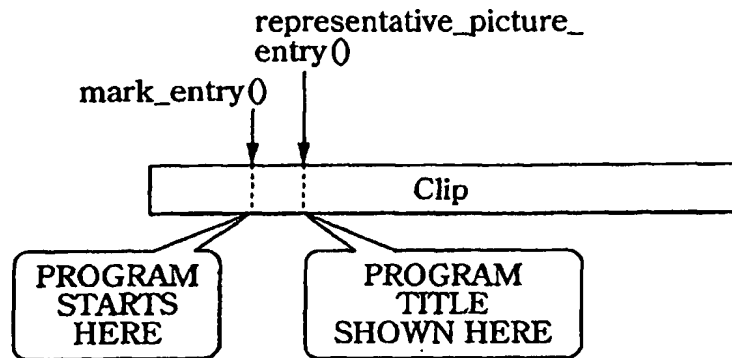 representative_picture_
entry()
mark_entry()
Clip
PROGRAM
STARTS
HERE
PROGRAM
TITLE
SHOWN HERE